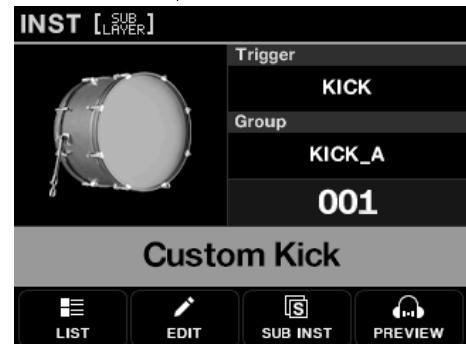 INST [SUB LAYER]
Trigger
KICK
Group
KICK_A
001
Custom Kick
LIST
EDIT
S
SUB INST
PREVIEW